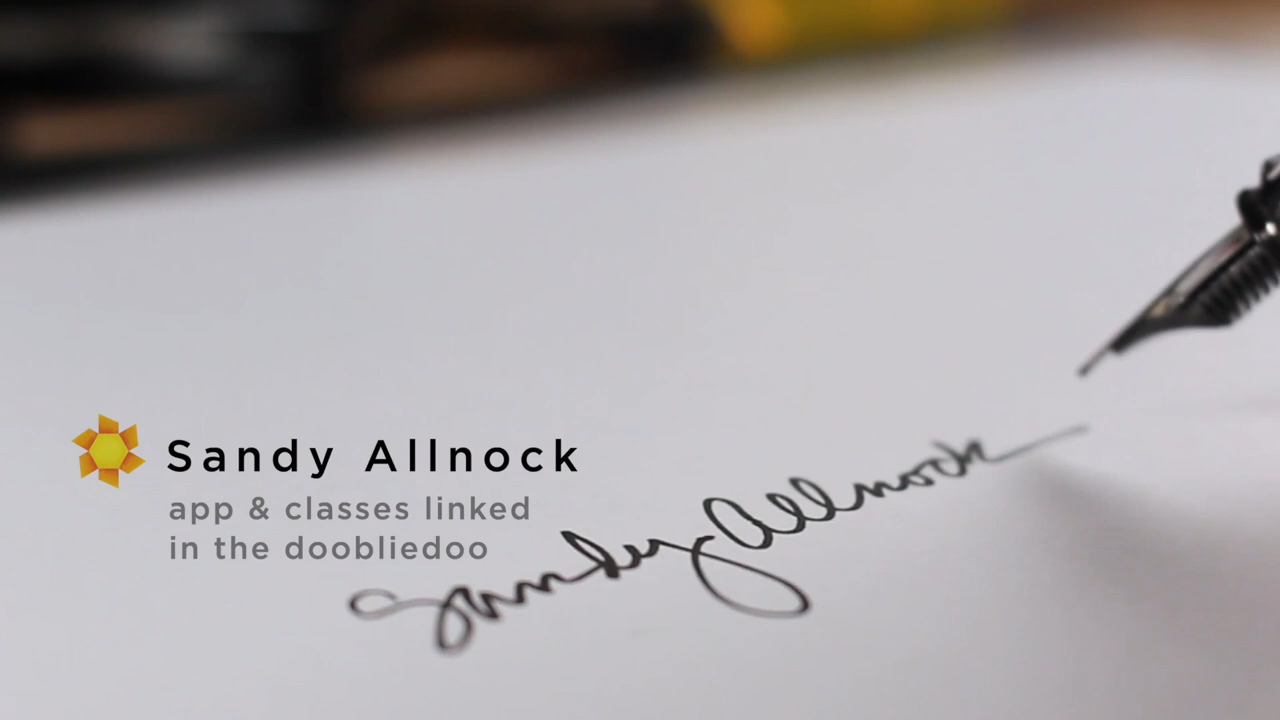 Sandy Allnock
app & classes linked
in the doobliedoo
Sandy Allnock